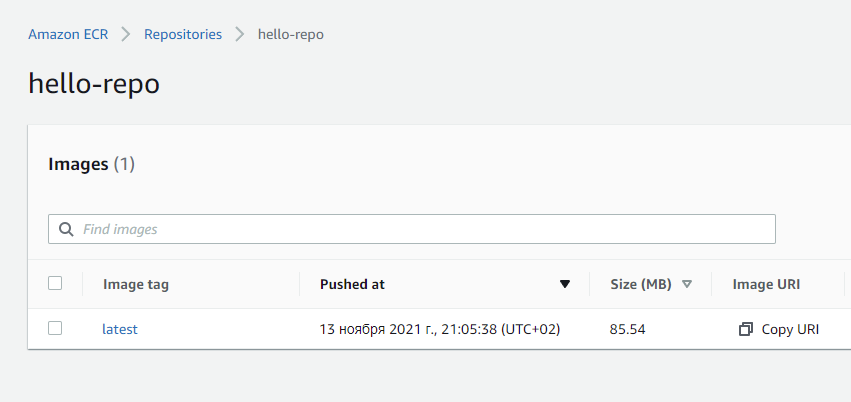 Amazon ECR > Repositories > hello-repo
hello-repo
Images (1)
Find images
Image tag Pushed at Size (MB) Image URI
latest 13 ноября 2021 г., 21:05:38 (UTC+02) 85.54 Copy URI